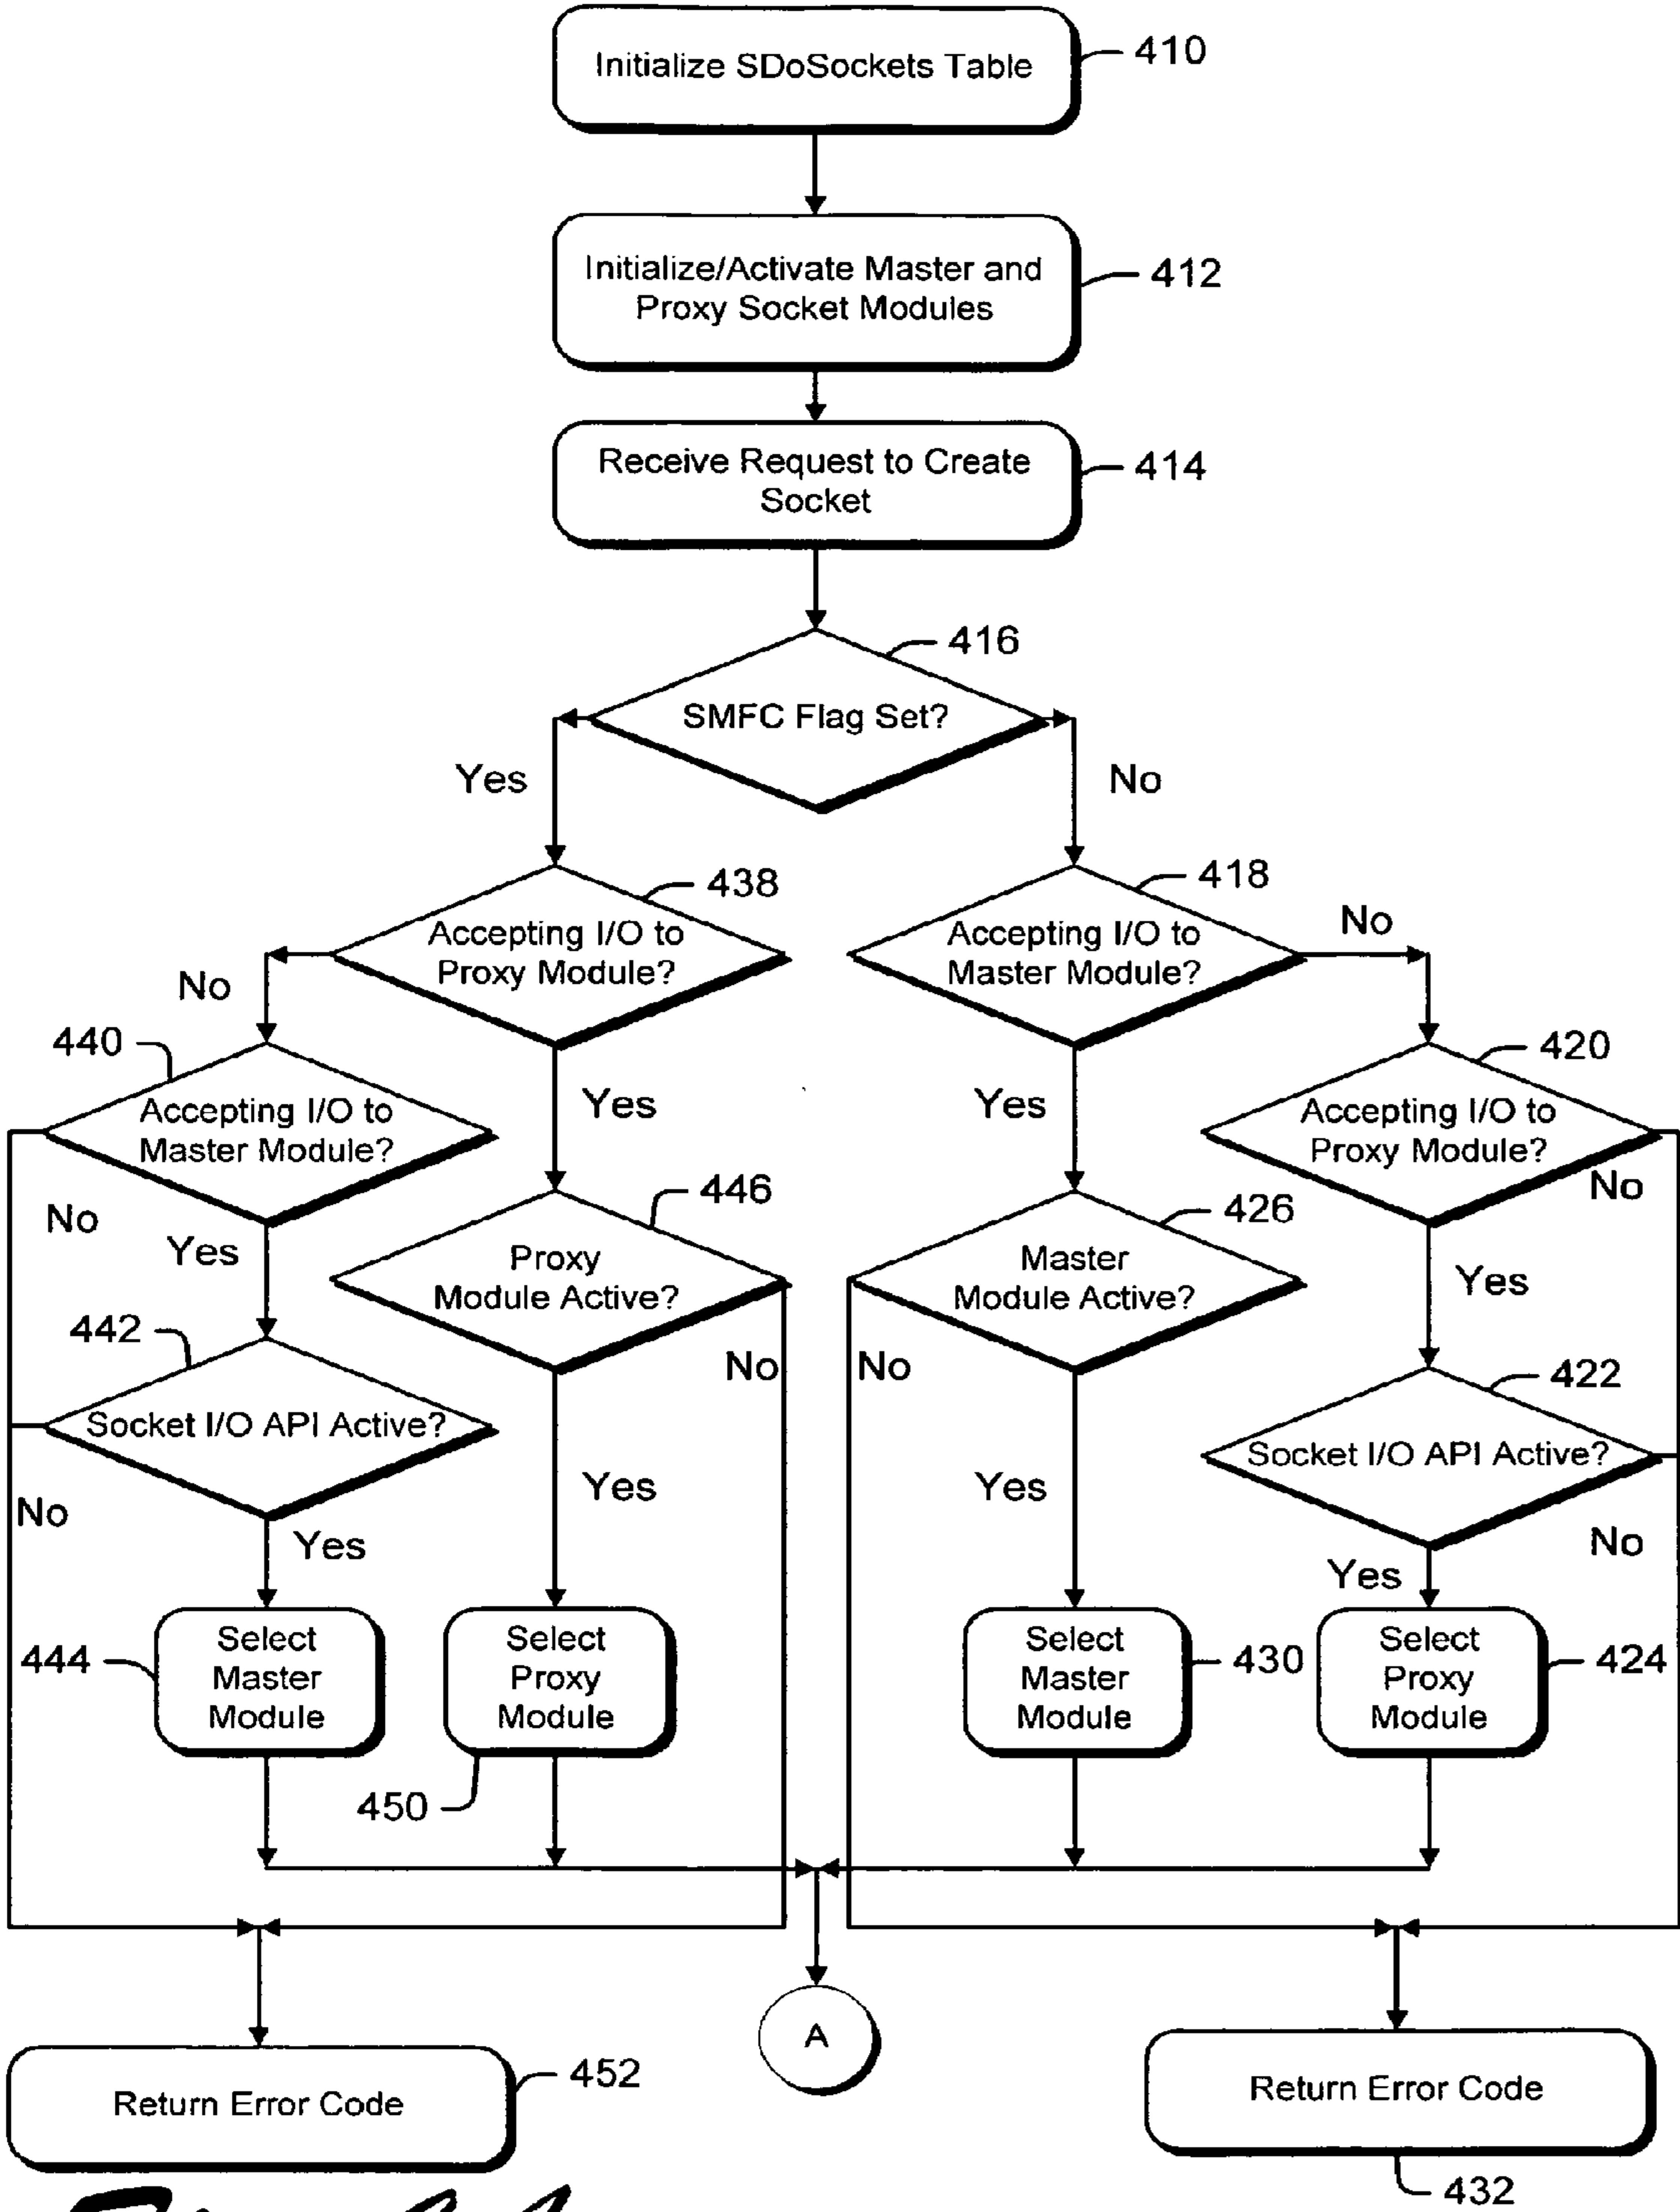 Initialize SDoSockets Table
410
Initialize/Activate Master and
Proxy Socket Modules
412
Receive Request to Create
Socket
414
416
SMFC Flag Set?
Yes
No
438
418
Accepting I/O to
Proxy Module?
Accepting I/O to
Master Module?
No
No
440
420
Accepting I/O to
Master Module?
Yes
Yes
Accepting I/O to
Proxy Module?
No
446
426
No
Yes
Proxy
Module Active?
Master
Module Active?
Yes
442
No
No
422
Socket I/O API Active?
Yes
Yes
Socket I/O API Active?
No
Yes
No
Yes
444
Select
Master
Module
Select
Proxy
Module
Select
Master
Module
430
Select
Proxy
Module
424
450
A
Return Error Code
452
Return Error Code
432